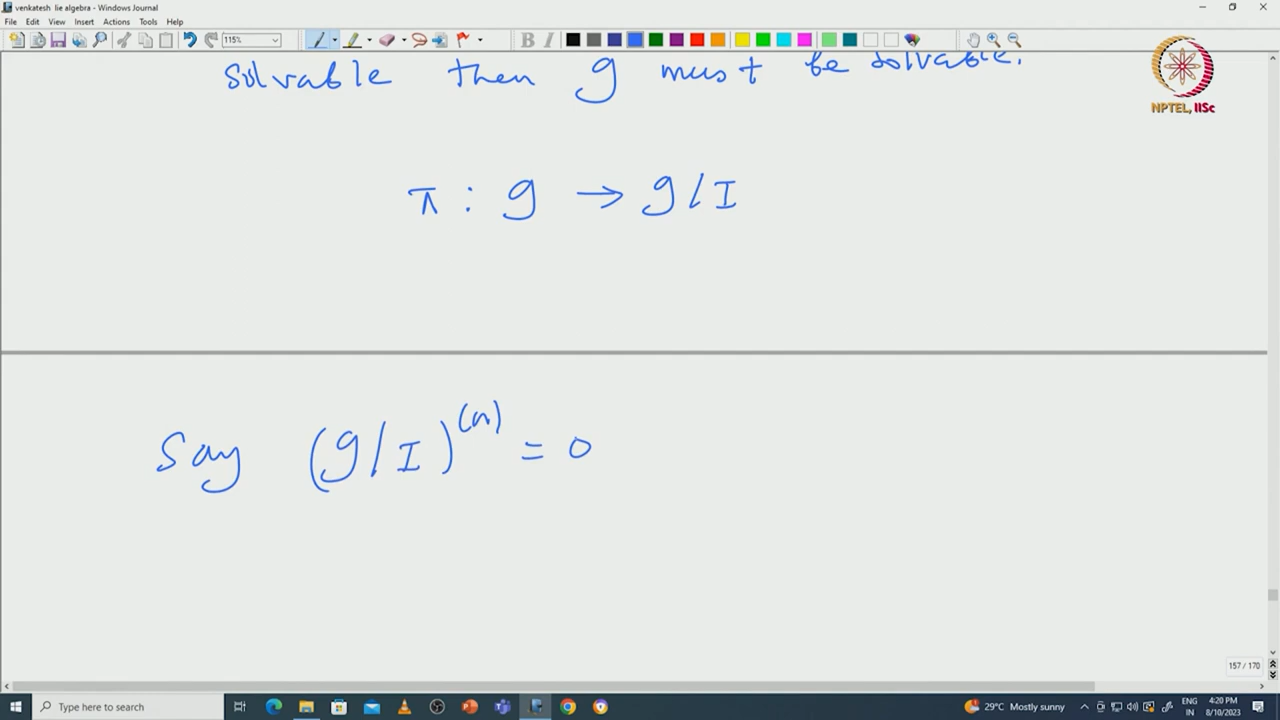 venkatesh lie algebra - Windows Journal
File Edit View Insert Actions Tools Help
115%
B I
solvable then g must be solvable.
NPTEL, IISc
π : g → g/I
Say (g/I)^(n) = 0
157 / 170
Type here to search
29°C Mostly sunny
ENG
IN
4:20 PM
8/10/2023